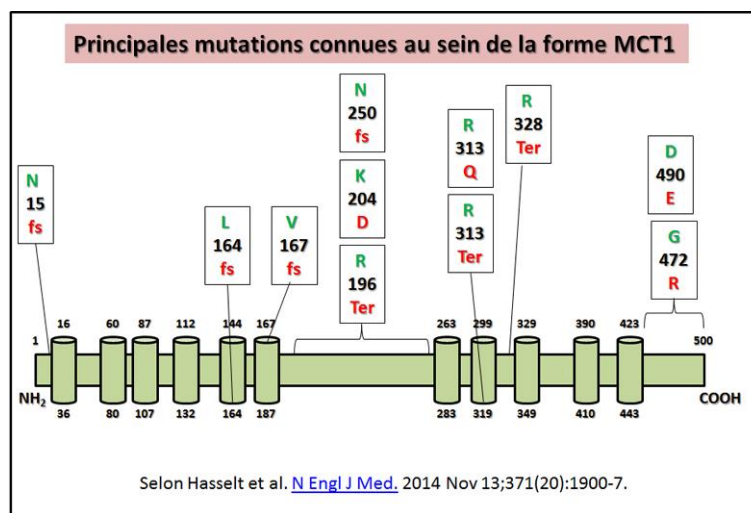 Principales mutations connues au sein de la forme MCT1
N
250
fs
K
204
D
R
196
Ter
R
313
Q
R
313
Ter
R
328
Ter
D
490
E
G
472
R
N
15
fs
L
164
fs
V
167
fs
1 16 60 87 112 144 167 263 299 329 390 423 500
NH2 COOH
36 80 107 132 164 187 283 319 349 410 443
Selon Hasselt et al. N Engl J Med. 2014 Nov 13;371(20):1900-7.